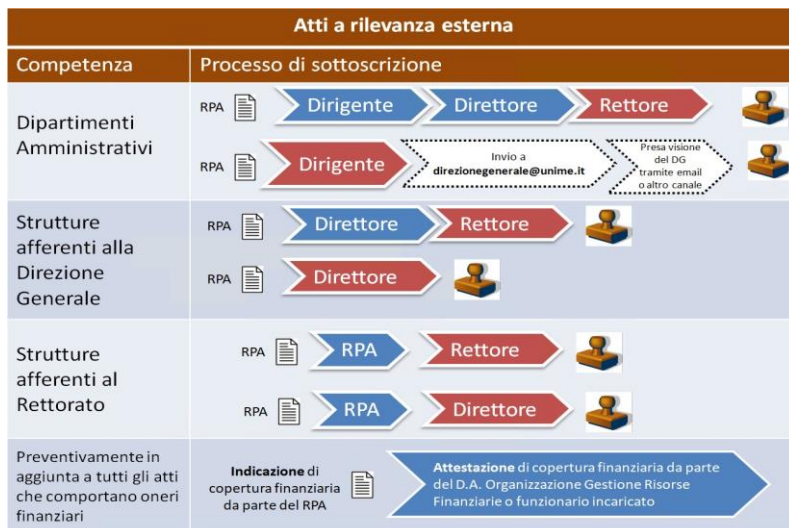 Atti a rilevanza esterna
Competenza
Processo di sottoscrizione
Dipartimenti
Amministrativi
RPA
Dirigente
Direttore
Rettore
RPA
Dirigente
Invio a
direzionegenerale@unime.it
Presa visione
del DG
tramite email
o altro canale
Strutture
afferenti alla
Direzione
Generale
RPA
Direttore
Rettore
RPA
Direttore
Strutture
afferenti al
Rettorato
RPA
RPA
Rettore
RPA
RPA
Direttore
Preventivamente in
aggiunta a tutti gli atti
che comportano oneri
finanziari
Indicazione di
copertura finanziaria
da parte del RPA
Attestazione di copertura finanziaria da parte
del D.A. Organizzazione Gestione Risorse
Finanziarie o funzionario incaricato